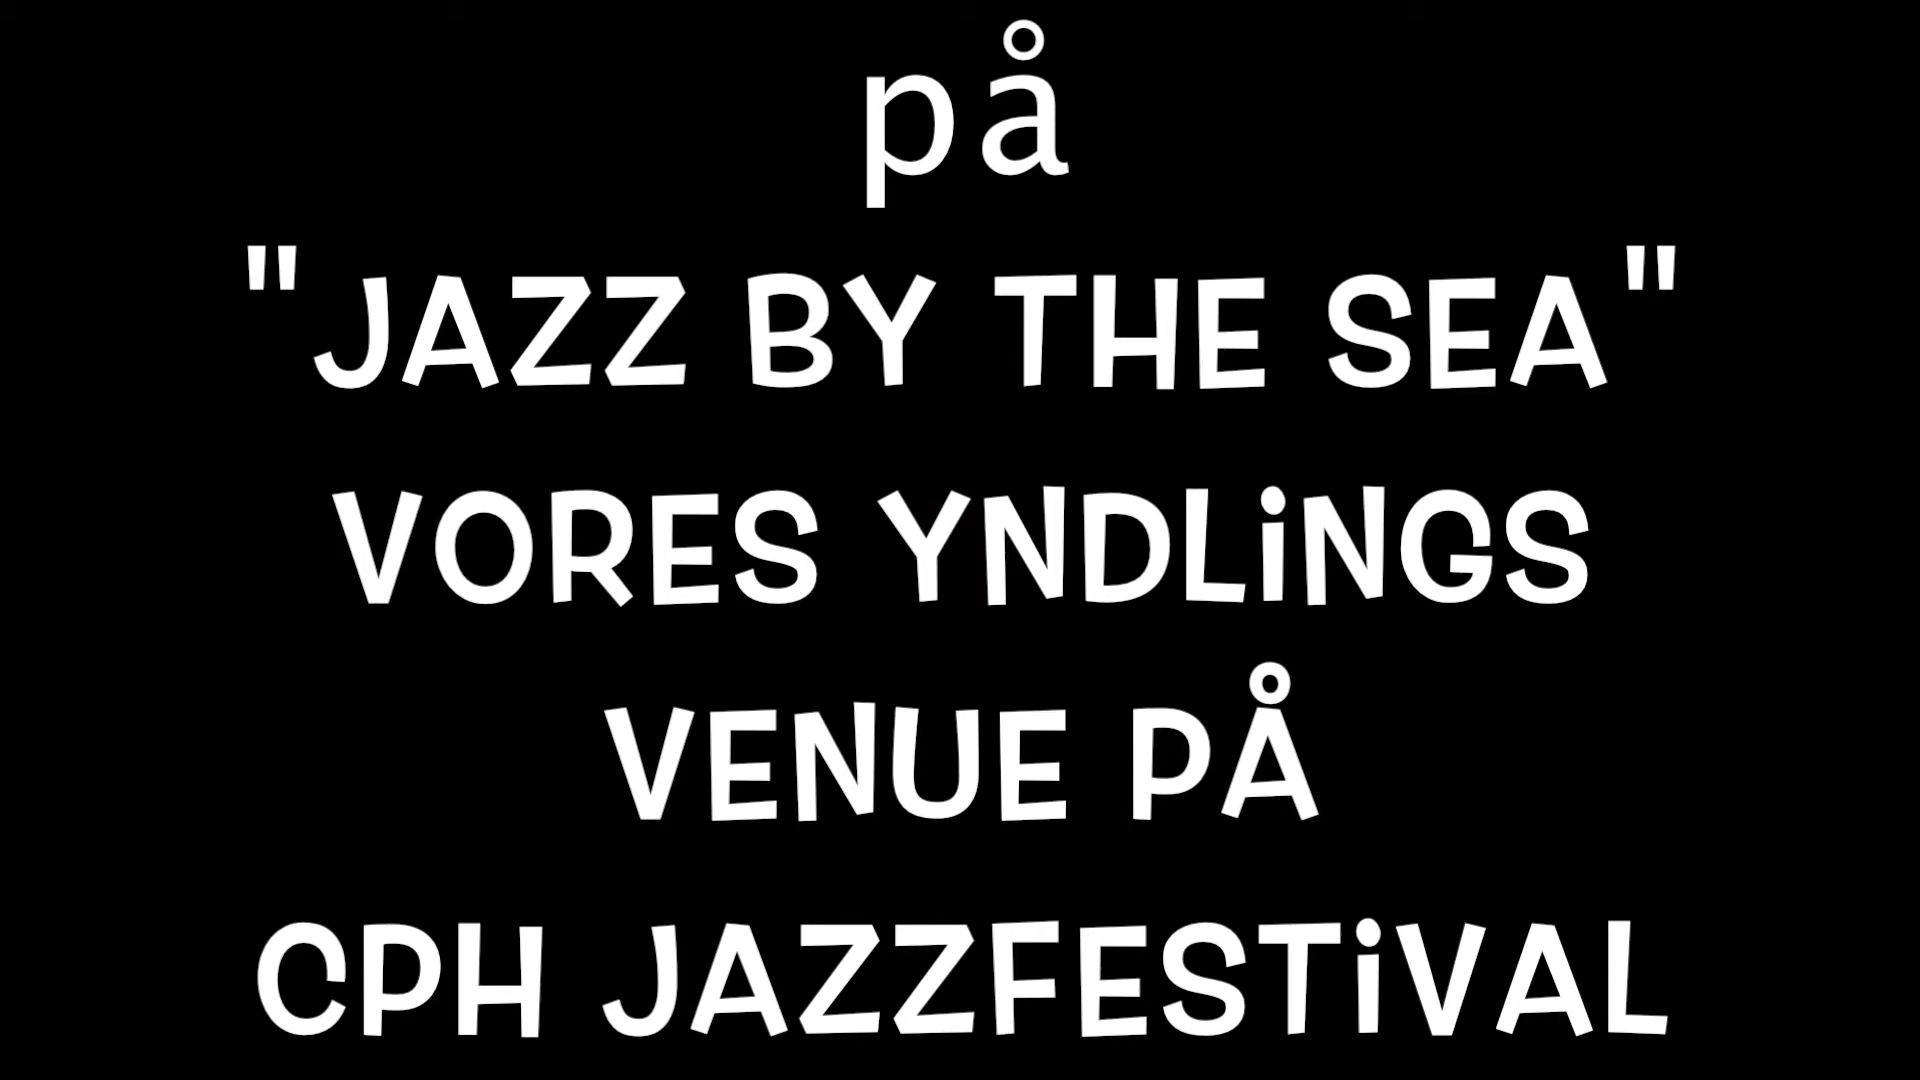 på
"JAZZ BY THE SEA"
VORES YNDLiNGS
VENUE PÅ
CPH JAZZFESTiVAL